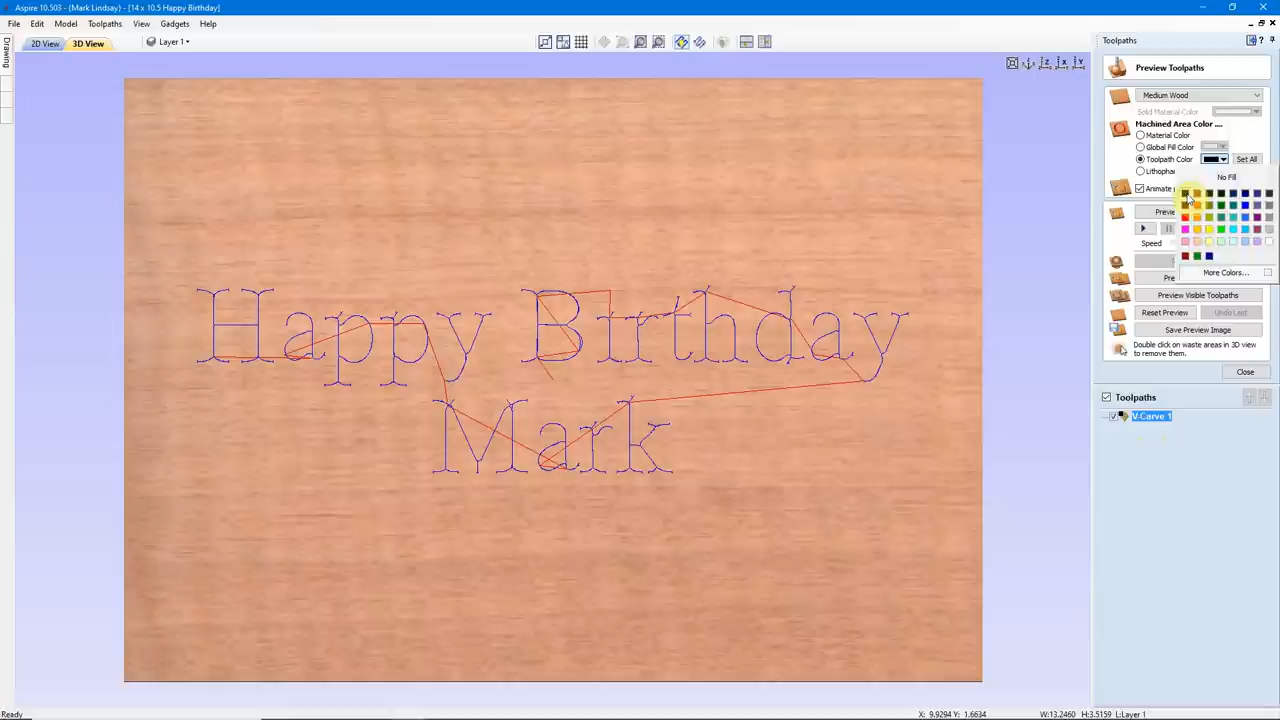 Aspire 10.503 - (Mark Lindsay) - [14 x 10.5 Happy Birthday]
File Edit Model Toolpaths View Gadgets Help
2D View 3D View Layer 1
Drawing
Toolpaths
Preview Toolpaths
Medium Wood
Solid Material Color
Machined Area Color ....
Material Color
Global Fill Color
Toolpath Color Set All
No Fill
Animate
Speed
More Colors...
Preview Visible Toolpaths
Reset Preview Undo Last
Save Preview Image
Double click on waste areas in 3D view
to remove them.
Close
Toolpaths
V-Carve 1
Happy Birthday
Mark
Ready X: 9.9294 Y: 1.6634 W:13.2460 H:3.5159 L:Layer 1